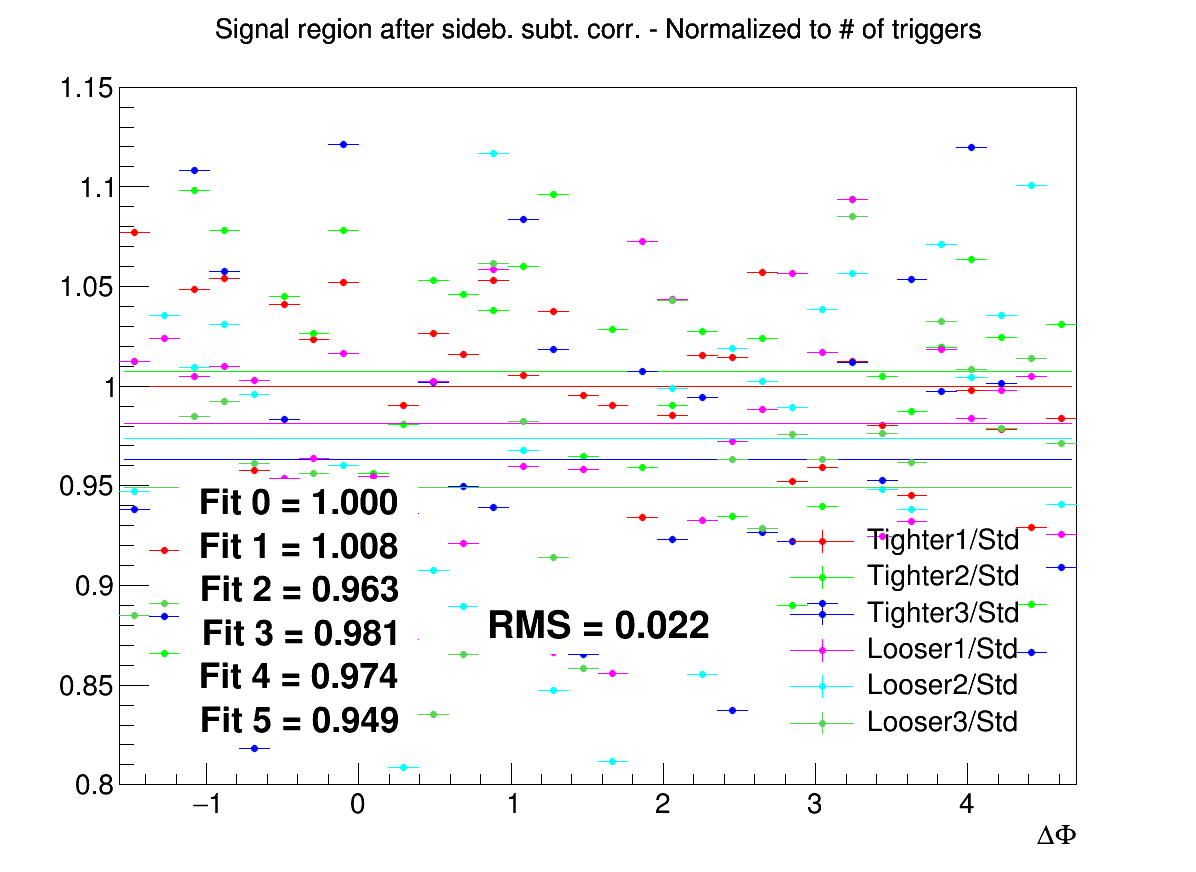 Signal region after sideb. subt. corr. - Normalized to # of triggers
1.15
1.1
1.05
1
0.95
0.9
0.85
0.8
Fit 0 = 1.000
Fit 1 = 1.008
Fit 2 = 0.963
Fit 3 = 0.981
Fit 4 = 0.974
Fit 5 = 0.949
RMS = 0.022
Tighter1/Std
Tighter2/Std
Tighter3/Std
Looser1/Std
Looser2/Std
Looser3/Std
−1 0 1 2 3 4
ΔΦ